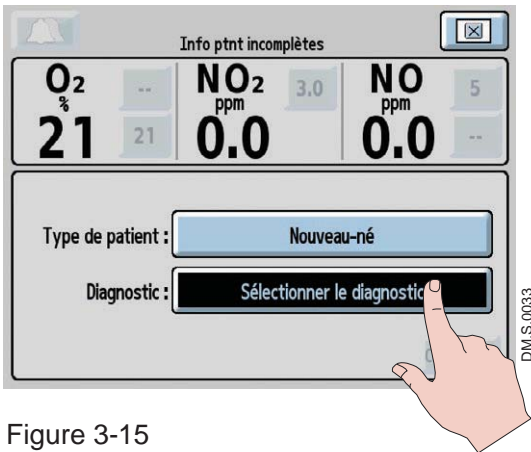 Info ptnt incomplètes
O2 % -- 21 21
NO2 ppm 3.0 0.0
NO ppm 5 -- 0.0
Type de patient : Nouveau-né
Diagnostic : Sélectionner le diagnostic
DM.S.0033
Figure 3-15